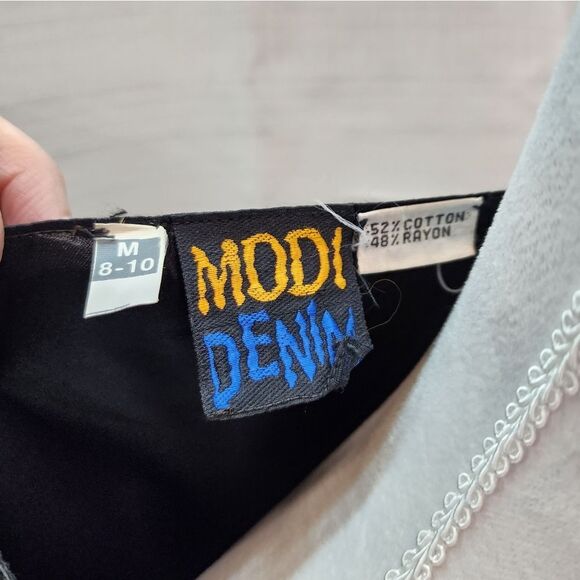 M
8-10
MODI
DENIM
52% COTTON
48% RAYON